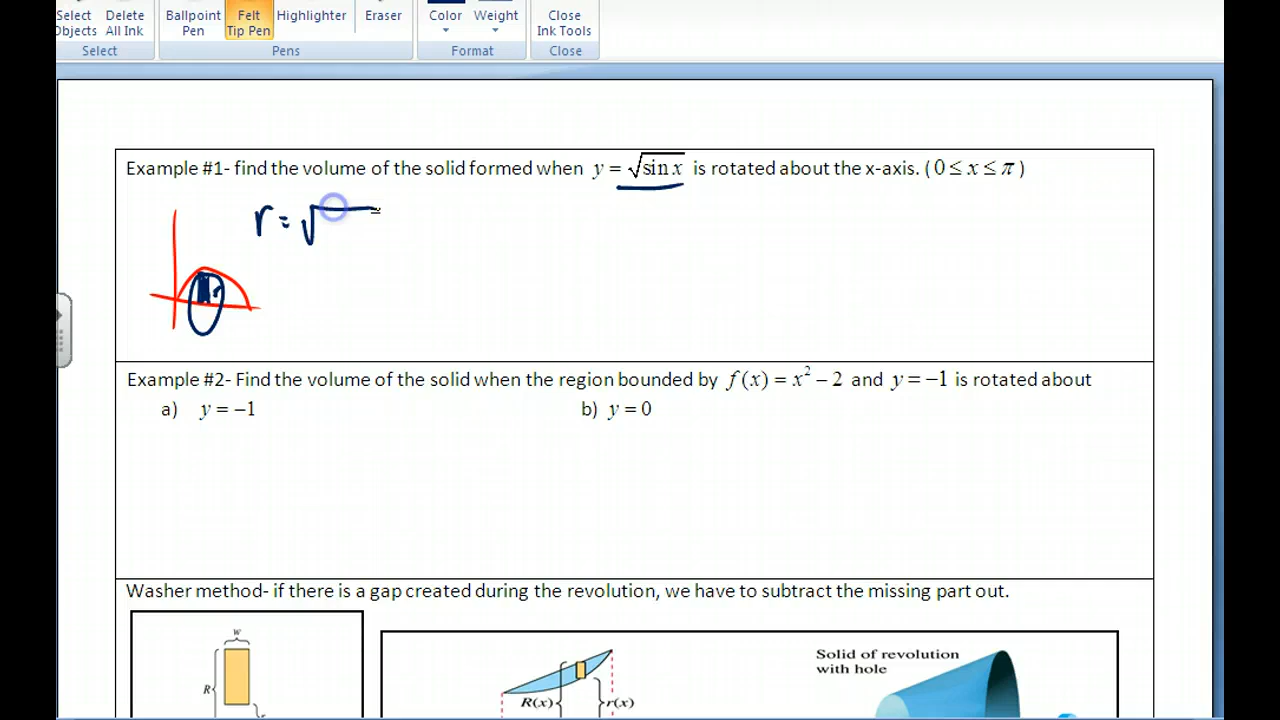 Select Objects
Delete All Ink
Ballpoint Pen
Felt Tip Pen
Highlighter
Eraser
Color
Weight
Close Ink Tools
Select
Pens
Format
Close
Example #1- find the volume of the solid formed when y = √sin x is rotated about the x-axis. ( 0 ≤ x ≤ π )
r = √
r
Example #2- Find the volume of the solid when the region bounded by f(x) = x² − 2 and y = −1 is rotated about
a) y = −1
b) y = 0
Washer method- if there is a gap created during the revolution, we have to subtract the missing part out.
w
R
Solid of revolution
with hole
R(x)
r(x)